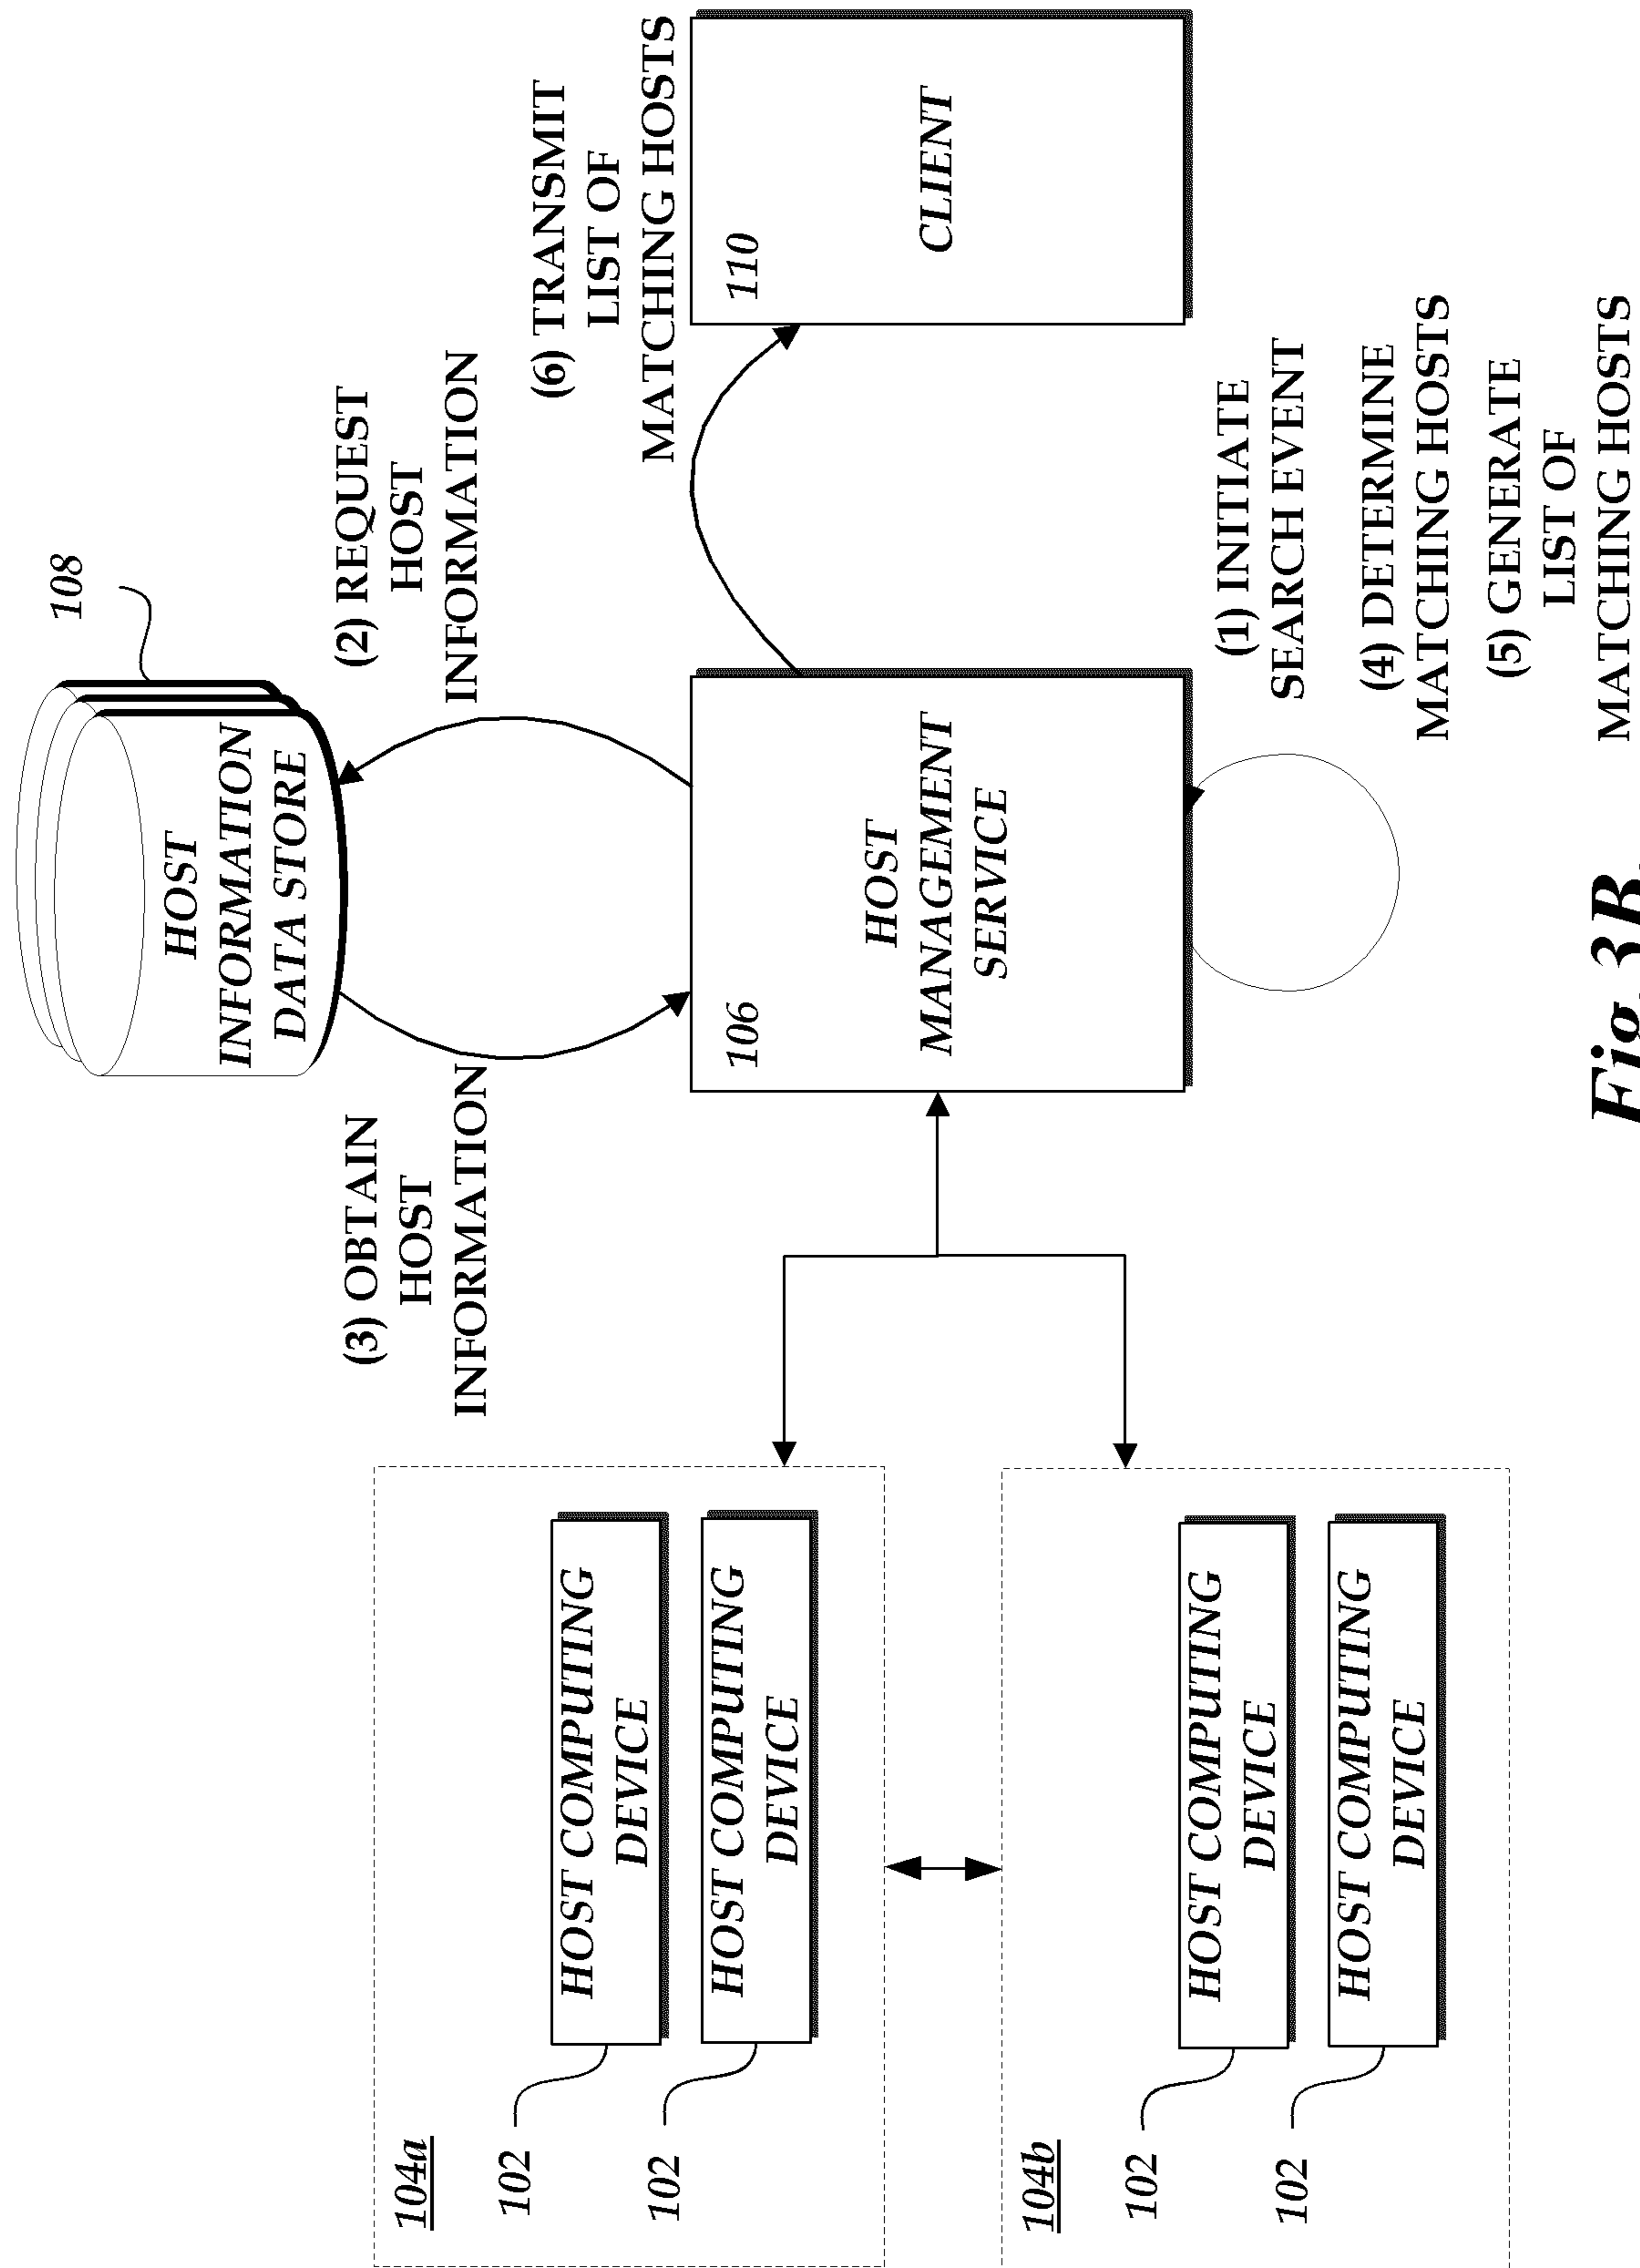 108
HOST
INFORMATION
DATA STORE
(2) REQUEST
HOST
INFORMATION
(3) OBTAIN
HOST
INFORMATION
(6) TRANSMIT
LIST OF
MATCHING HOSTS
104a
102
HOST COMPUTING
DEVICE
102
HOST COMPUTING
DEVICE
106
HOST
MANAGEMENT
SERVICE
110
CLIENT
104b
102
HOST COMPUTING
DEVICE
102
HOST COMPUTING
DEVICE
(1) INITIATE
SEARCH EVENT
(4) DETERMINE
MATCHING HOSTS
(5) GENERATE
LIST OF
MATCHING HOSTS
Fig. 3B.